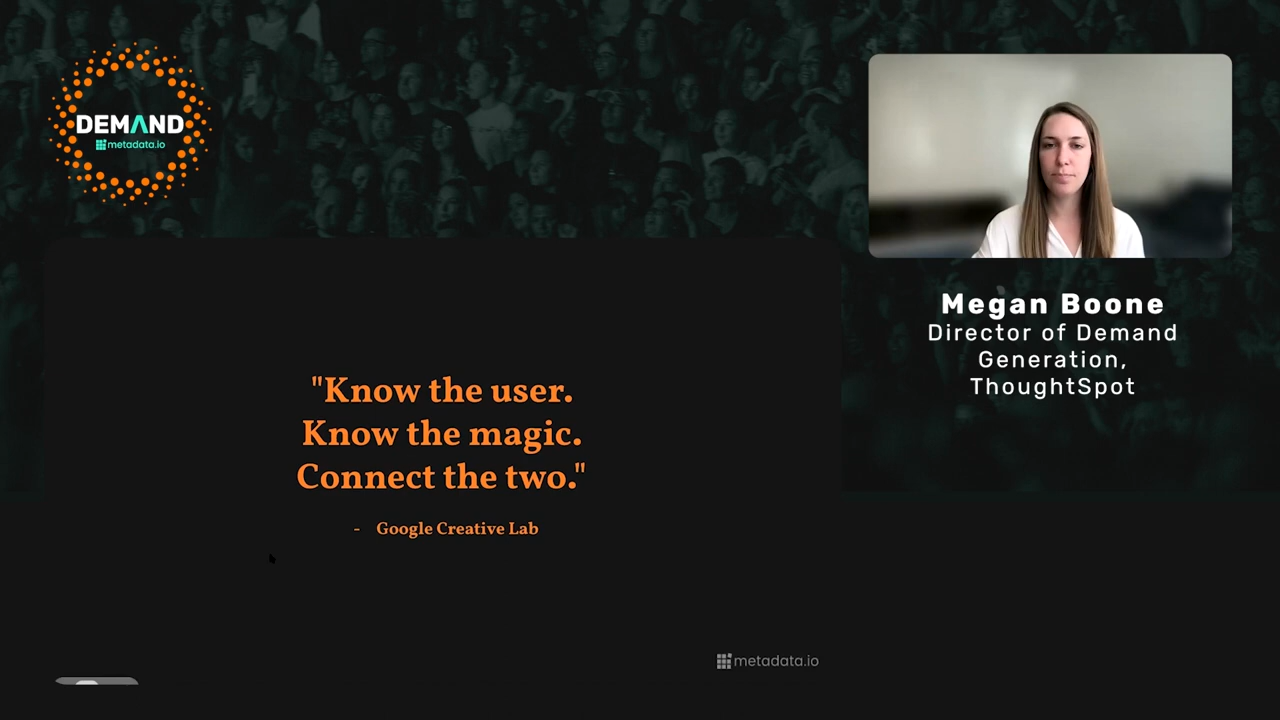 DEMAND
metadata.io
Megan Boone
Director of Demand
Generation,
ThoughtSpot
"Know the user.
Know the magic.
Connect the two."
- Google Creative Lab
metadata.io